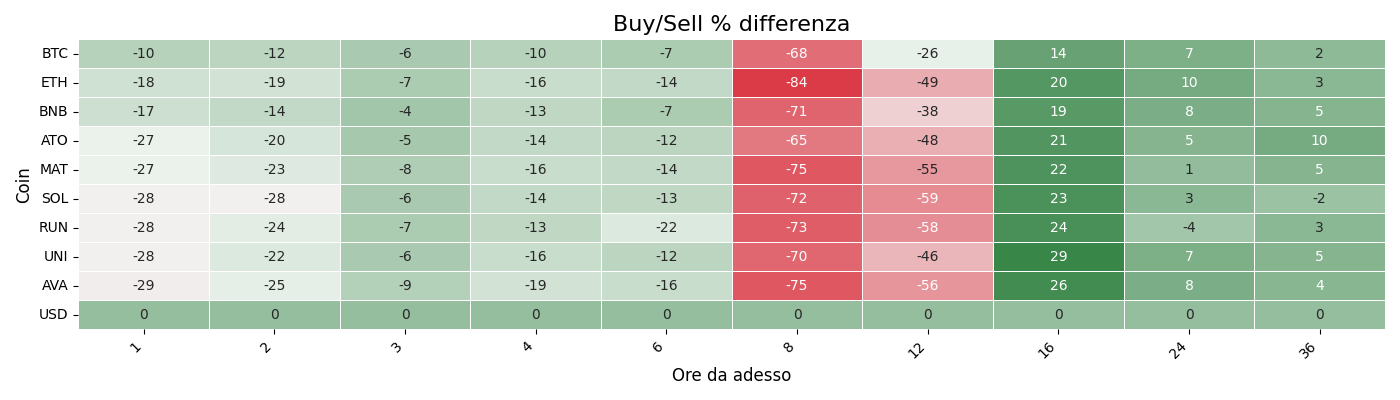 Buy/Sell % differenza
Coin
BTC -10 -12 -6 -10 -7 -68 -26 14 7 2
ETH -18 -19 -7 -16 -14 -84 -49 20 10 3
BNB -17 -14 -4 -13 -7 -71 -38 19 8 5
ATO -27 -20 -5 -14 -12 -65 -48 21 5 10
MAT -27 -23 -8 -16 -14 -75 -55 22 1 5
SOL -28 -28 -6 -14 -13 -72 -59 23 3 -2
RUN -28 -24 -7 -13 -22 -73 -58 24 -4 3
UNI -28 -22 -6 -16 -12 -70 -46 29 7 5
AVA -29 -25 -9 -19 -16 -75 -56 26 8 4
USD 0 0 0 0 0 0 0 0 0 0
1 2 3 4 6 8 12 16 24 36
Ore da adesso